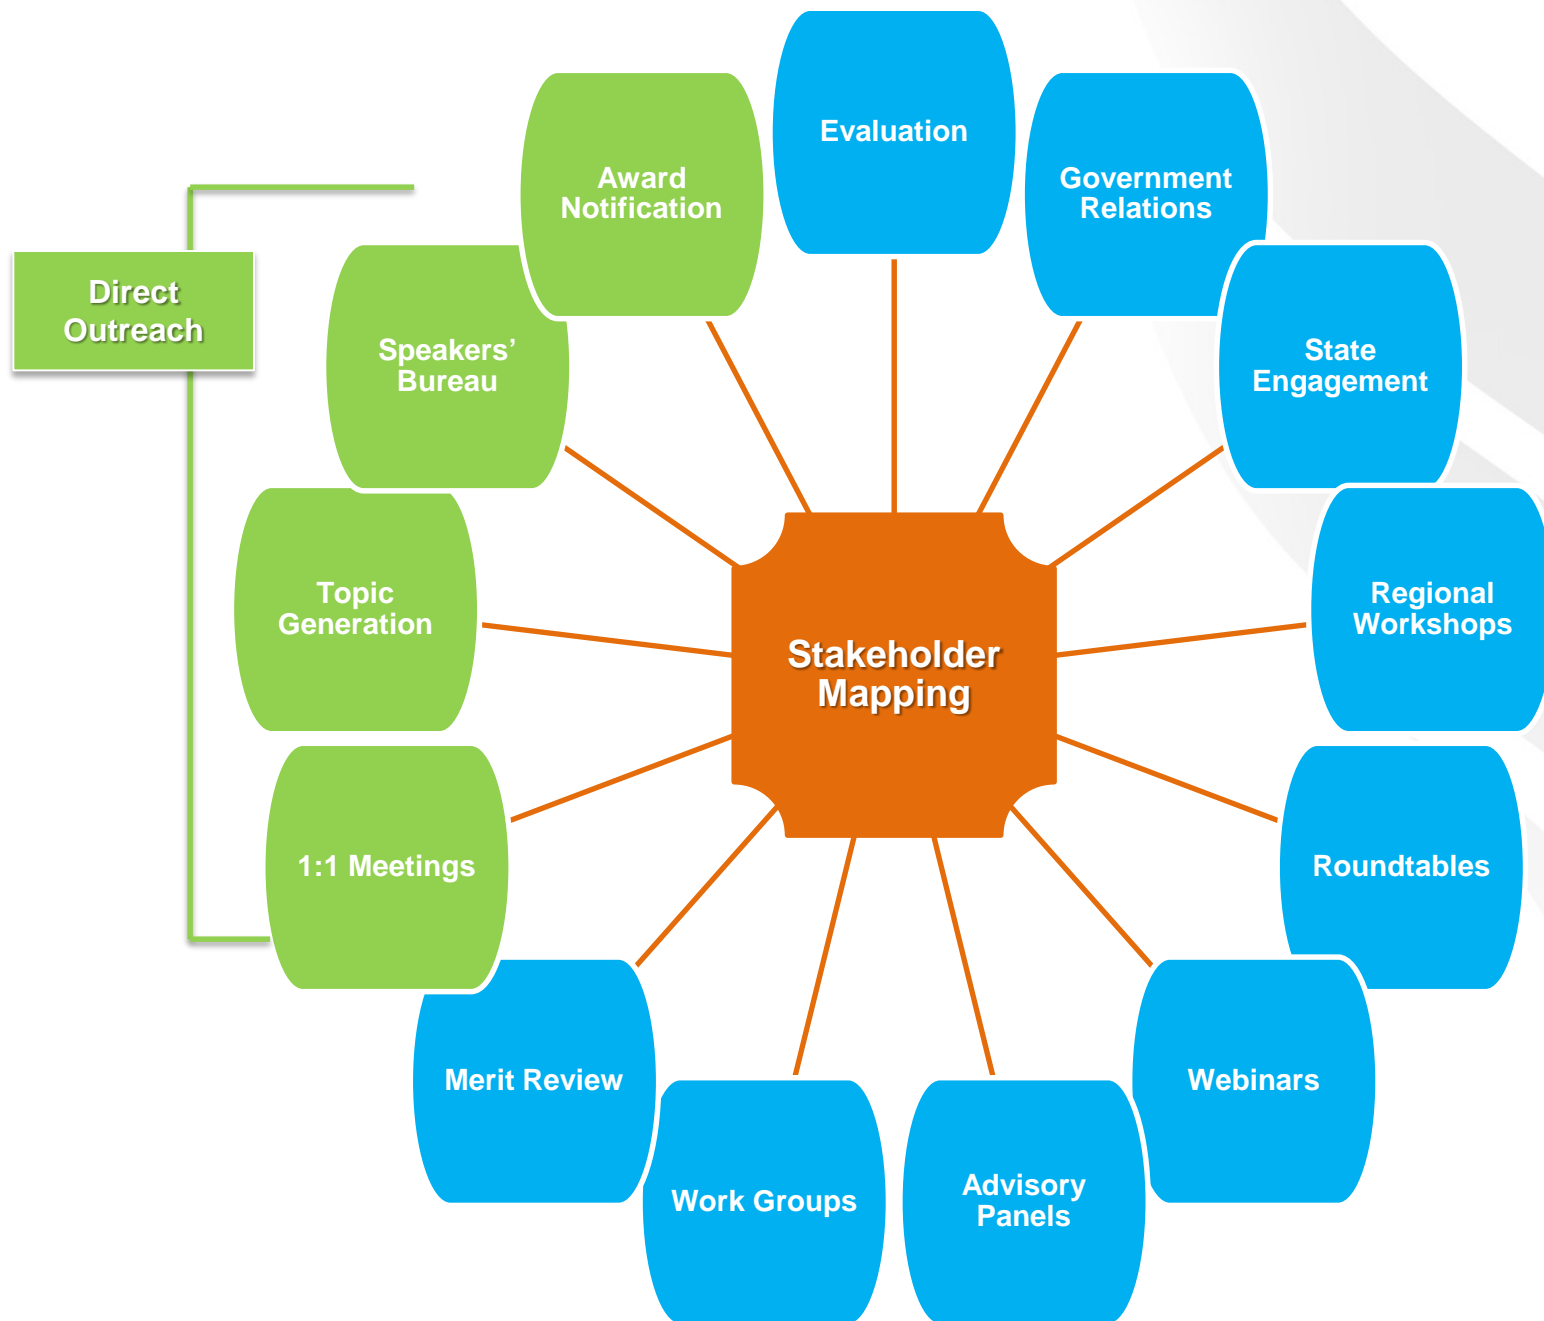 Evaluation
Government
Relations
State
Engagement
Regional
Workshops
Roundtables
Webinars
Advisory
Panels
Work Groups
Merit Review
1:1 Meetings
Topic
Generation
Speakers’
Bureau
Award
Notification
Direct
Outreach
Stakeholder
Mapping